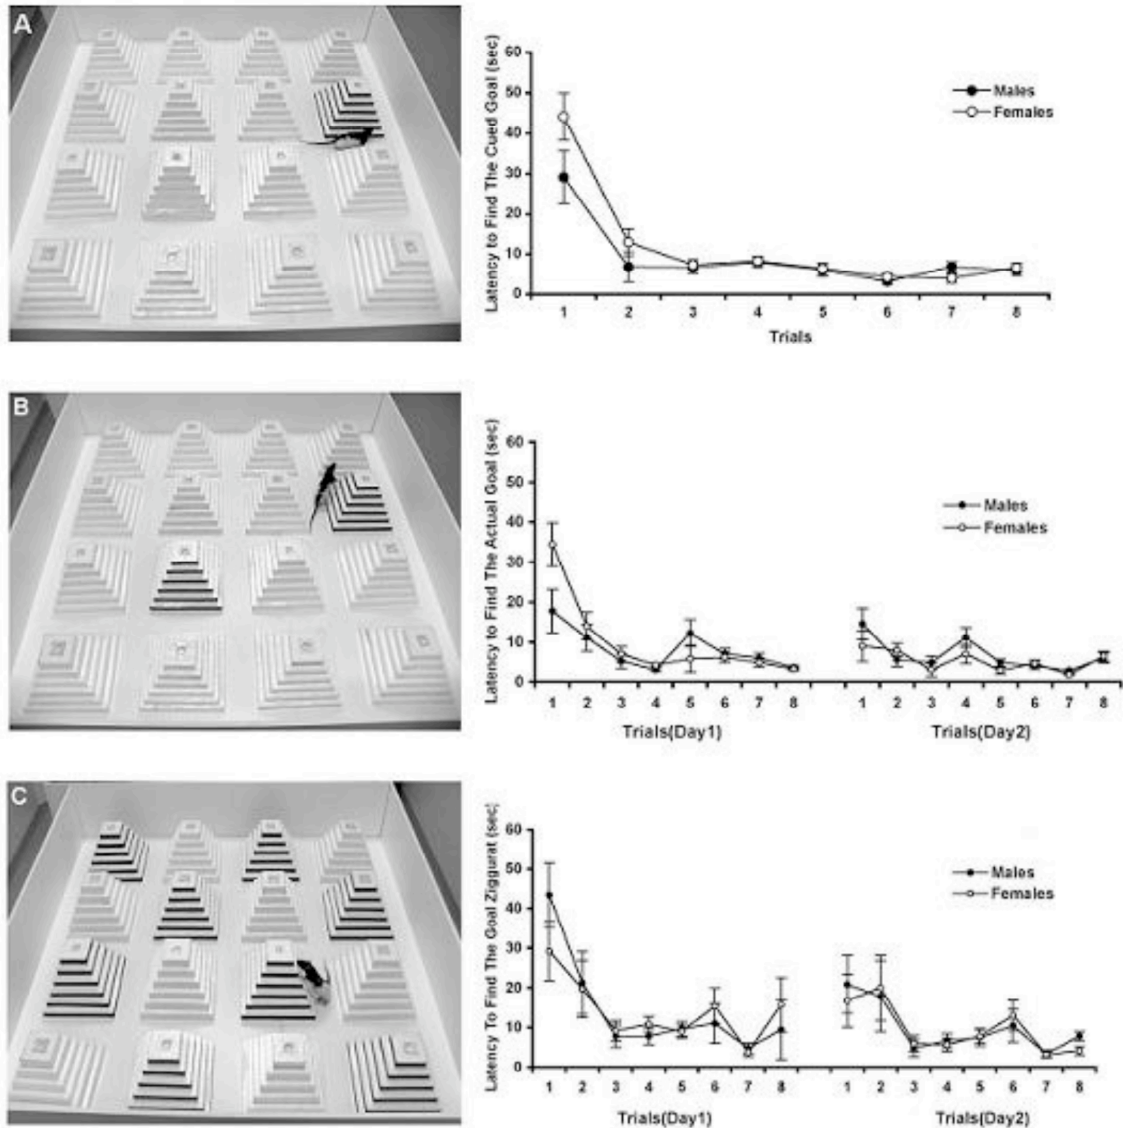 A
Latency to Find The Cued Goal (sec)
60
50
40
30
20
10
0
Males
Females
1 2 3 4 5 6 7 8
Trials
B
Latency to Find The Actual Goal (sec)
60
50
40
30
20
10
0
Males
Females
1 2 3 4 5 6 7 8 1 2 3 4 5 6 7 8
Trials(Day1) Trials(Day2)
C
Latency To Find The Goal Ziggurat (sec)
60
50
40
30
20
10
0
Males
Females
1 2 3 4 5 6 7 8 1 2 3 4 5 6 7 8
Trials(Day1) Trials(Day2)